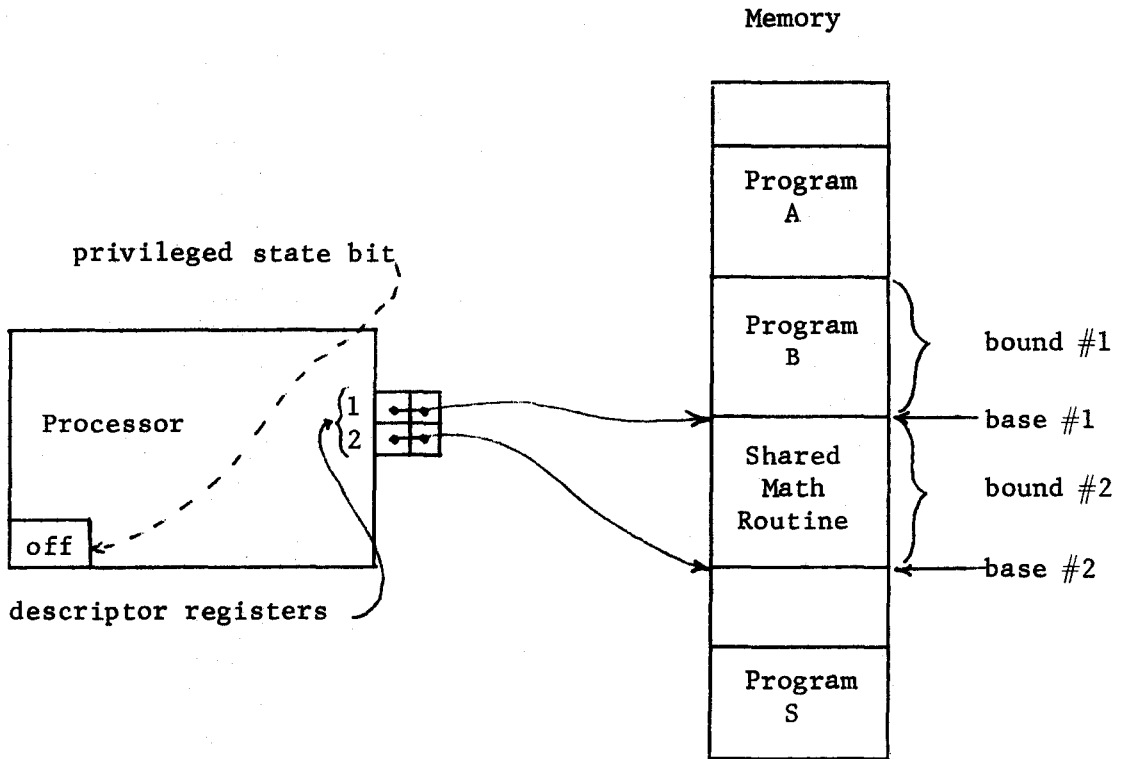 Memory
Program
A
privileged state bit
Program
B
bound #1
Processor
1
2
base #1
Shared
Math
Routine
bound #2
off
base #2
descriptor registers
Program
S